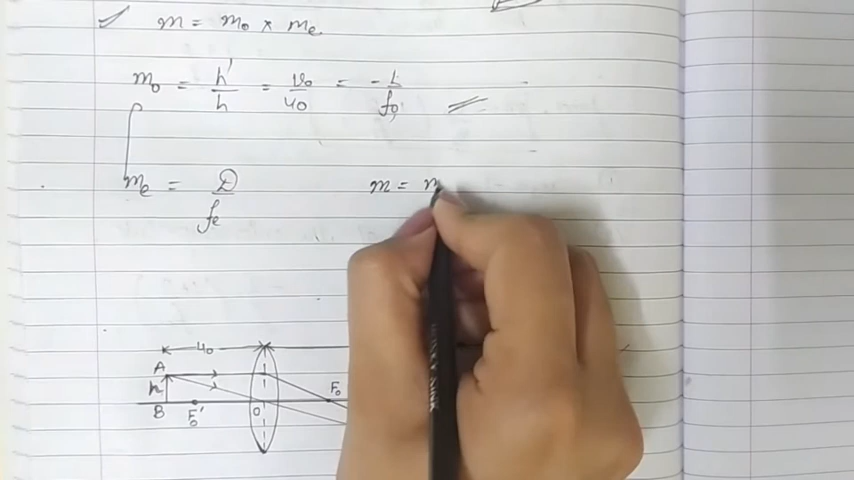 m = m₀ × mₑ
m₀ = h'/h = v₀/u₀ = -L/f₀
mₑ = D/fₑ m = m
u₀
A
h
F₀
B F₀' O